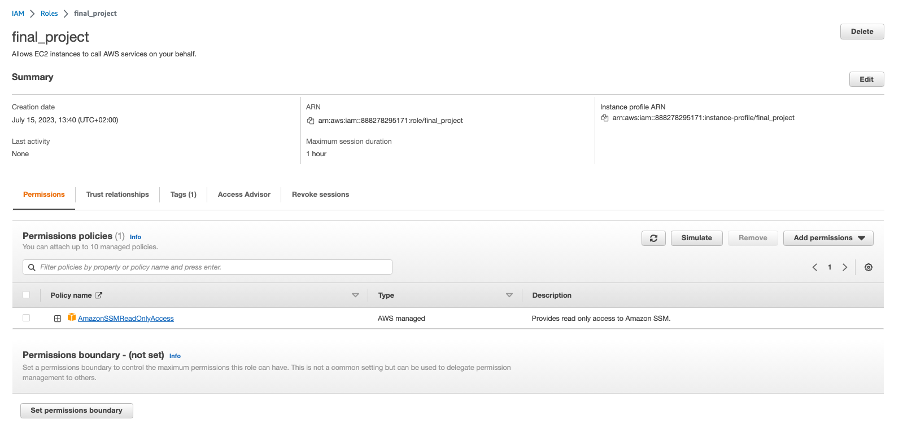 IAM > Roles > final_project
final_project
Delete
Allows EC2 instances to call AWS services on your behalf.
Summary
Edit
Creation date
July 15, 2023, 13:40 (UTC+02:00)
ARN
arn:aws:iam::888278295171:role/final_project
Instance profile ARN
arn:aws:iam::888278295171:instance-profile/final_project
Last activity
None
Maximum session duration
1 hour
Permissions
Trust relationships
Tags (1)
Access Advisor
Revoke sessions
Permissions policies (1) Info
You can attach up to 10 managed policies.
Simulate
Remove
Add permissions
Filter policies by property or policy name and press enter.
1
Policy name
Type
Description
AmazonSSMReadOnlyAccess
AWS managed
Provides read only access to Amazon SSM.
Permissions boundary - (not set) Info
Set a permissions boundary to control the maximum permissions this role can have. This is not a common setting but can be used to delegate permission
management to others.
Set permissions boundary